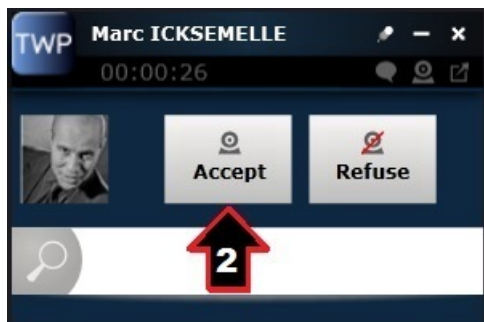 TWP
Marc ICKSEMELLE
00:00:26
Accept
Refuse
2